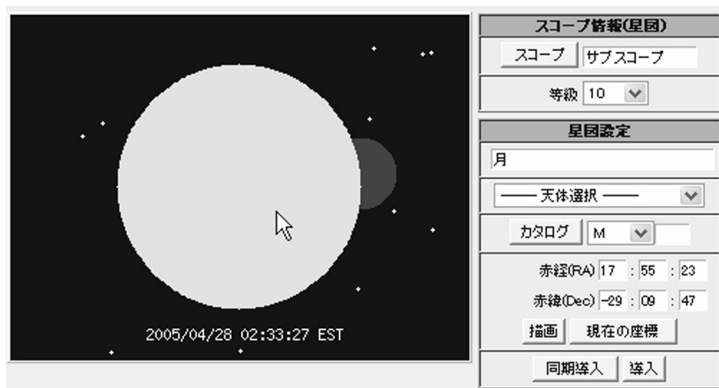 2005/04/28 02:33:27 EST
スコープ情報(星図)
スコープ サブスコープ
等級 10
星図設定
月
—— 天体選択 ——
カタログ M
赤経(RA) 17 : 55 : 23
赤緯(Dec) -29 : 09 : 47
描画 現在の座標
同期導入 導入